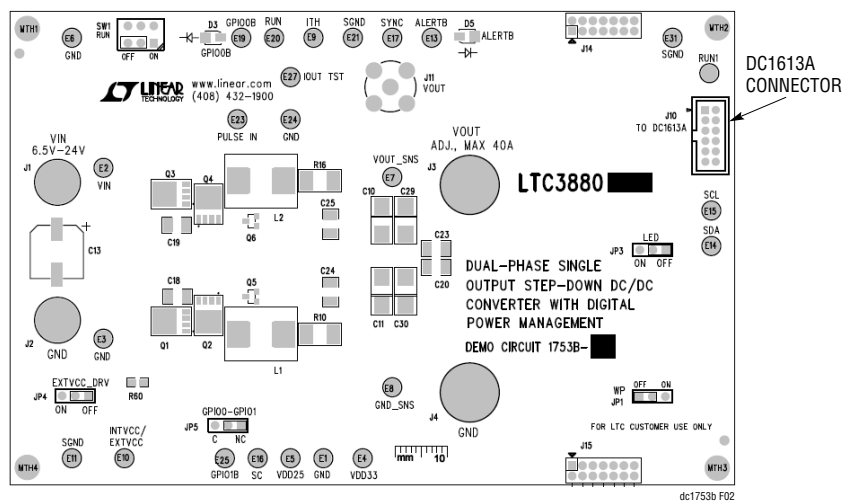 MTH1
E6
GND
SW1
RUN
OFF ON
D3
GPIO0B
GPIO0B
E19
RUN
E20
ITH
E9
SGND
E21
SYNC
E17
ALERTB
E13
D5
ALERTB
J14
E31
SGND
MTH2
RUN1
DC1613A
CONNECTOR
LINEAR
TECHNOLOGY
www.linear.com
(408) 432-1900
E27
IOUT TST
J11
VOUT
E23
PULSE IN
E24
GND
J10
TO DC1613A
VIN
6.5V-24V
J1
E2
VIN
Q3
Q4
R16
L2
C19
Q6
C25
VOUT_SNS
E7
C10
C29
VOUT
ADJ., MAX 40A
J3
LTC3880
SCL
E15
SDA
E14
C13
C23
C20
JP3
LED
ON OFF
C18
Q5
C24
Q1
Q2
R10
L1
C11
C30
DUAL-PHASE SINGLE
OUTPUT STEP-DOWN DC/DC
CONVERTER WITH DIGITAL
POWER MANAGEMENT
DEMO CIRCUIT 1753B-
J2
GND
E3
GND
EXTVCC_DRV
JP4
ON OFF
R60
E8
GND_SNS
J4
GND
WP
JP1
OFF ON
FOR LTC CUSTOMER USE ONLY
GPIO0-GPIO1
JP5
C NC
MTH4
SGND
E11
INTVCC/
EXTVCC
E10
E25
GPIO1B
E16
SC
E5
VDD25
E1
GND
E4
VDD33
mm 10
J15
MTH3
dc1753b F02